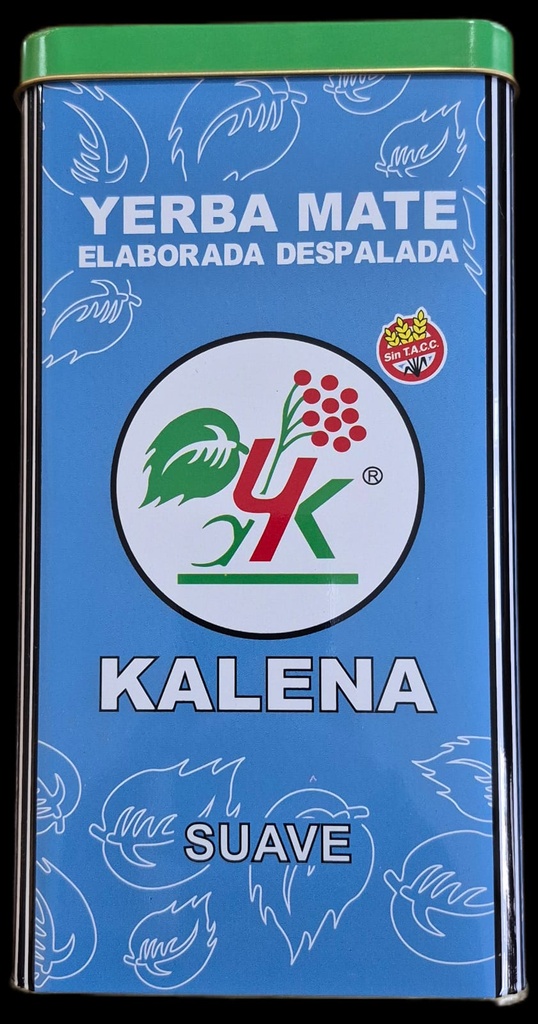 YERBA MATE
ELABORADA DESPALADA
Sin T.A.C.C.
YK ®
KALENA
SUAVE